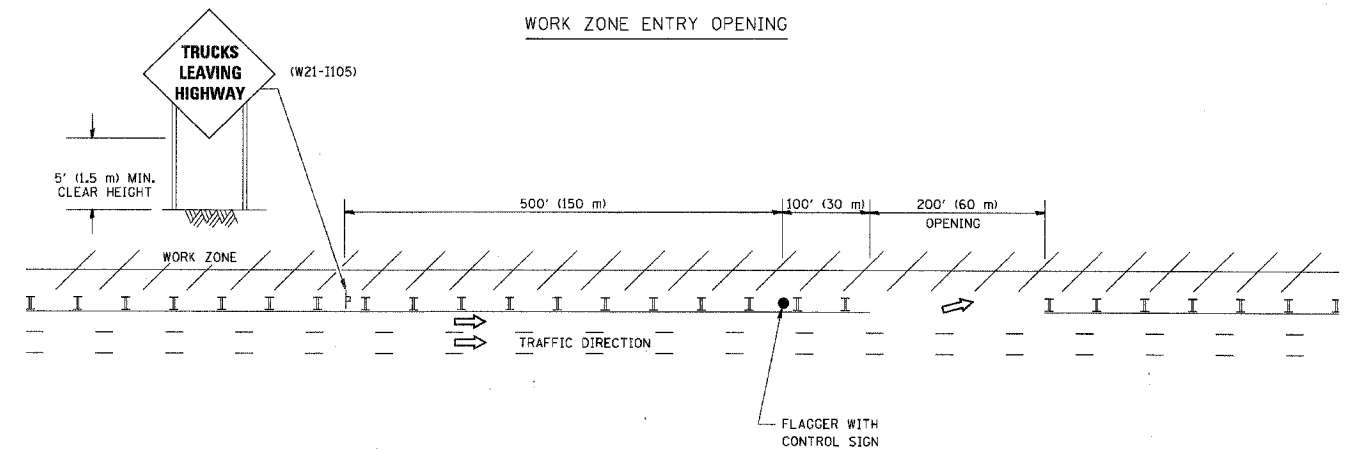 WORK ZONE ENTRY OPENING
TRUCKS
LEAVING
HIGHWAY
(W21-I105)
5' (1.5 m) MIN.
CLEAR HEIGHT
500' (150 m)
100' (30 m)
200' (60 m)
OPENING
WORK ZONE
TRAFFIC DIRECTION
FLAGGER WITH
CONTROL SIGN